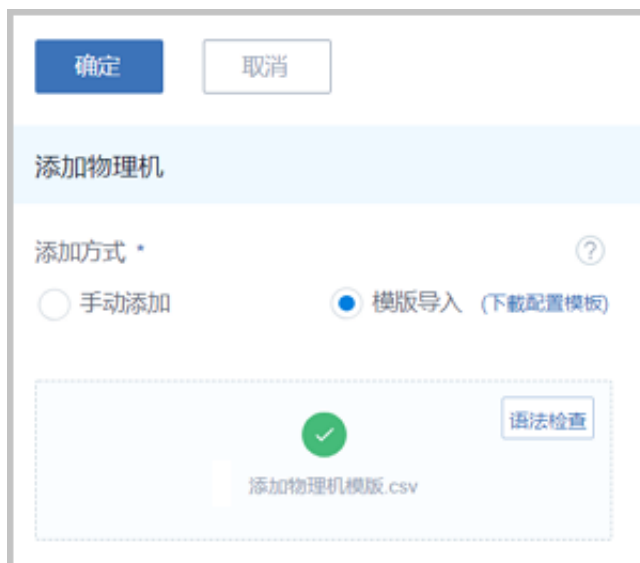 确定 取消
添加物理机
添加方式 * ?
手动添加 模版导入 (下載配置模板)
语法检查
添加物理机模版.csv